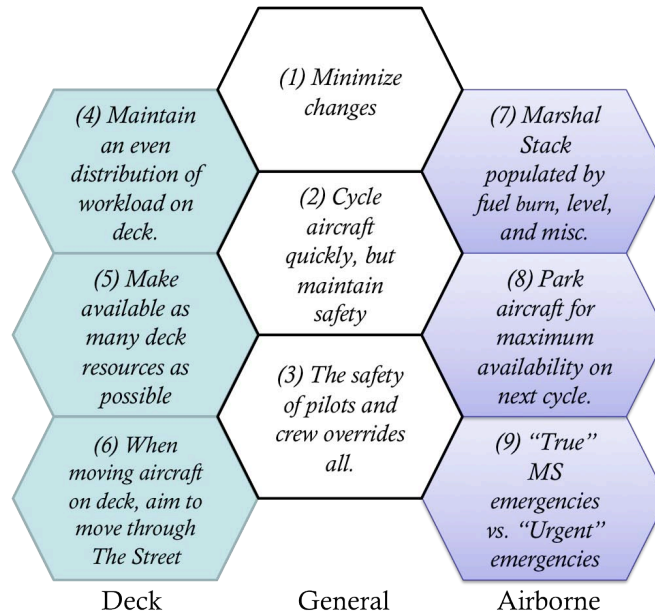 (1) Minimize
changes
(4) Maintain
an even
distribution of
workload on
deck.
(7) Marshal
Stack
populated by
fuel burn, level,
and misc.
(2) Cycle
aircraft
quickly, but
maintain
safety
(5) Make
available as
many deck
resources as
possible
(8) Park
aircraft for
maximum
availability on
next cycle.
(3) The safety
of pilots and
crew overrides
all.
(6) When
moving aircraft
on deck, aim to
move through
The Street
(9) “True”
MS
emergencies
vs. “Urgent”
emergencies
Deck
General
Airborne